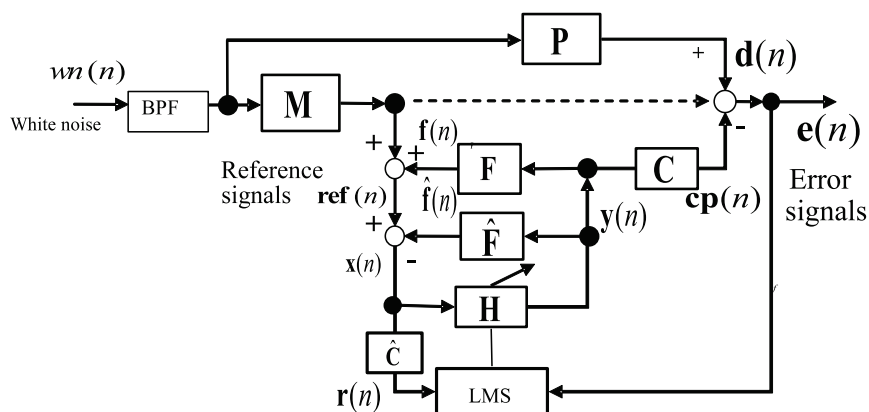 P
+
d(n)
wn(n)
BPF
M
White noise
-
e(n)
f(n)
+
+
Reference
signals
F
C
ref(n)
f̂(n)
cp(n)
Error
signals
y(n)
+
F̂
x(n)
-
H
Ĉ
r(n)
LMS